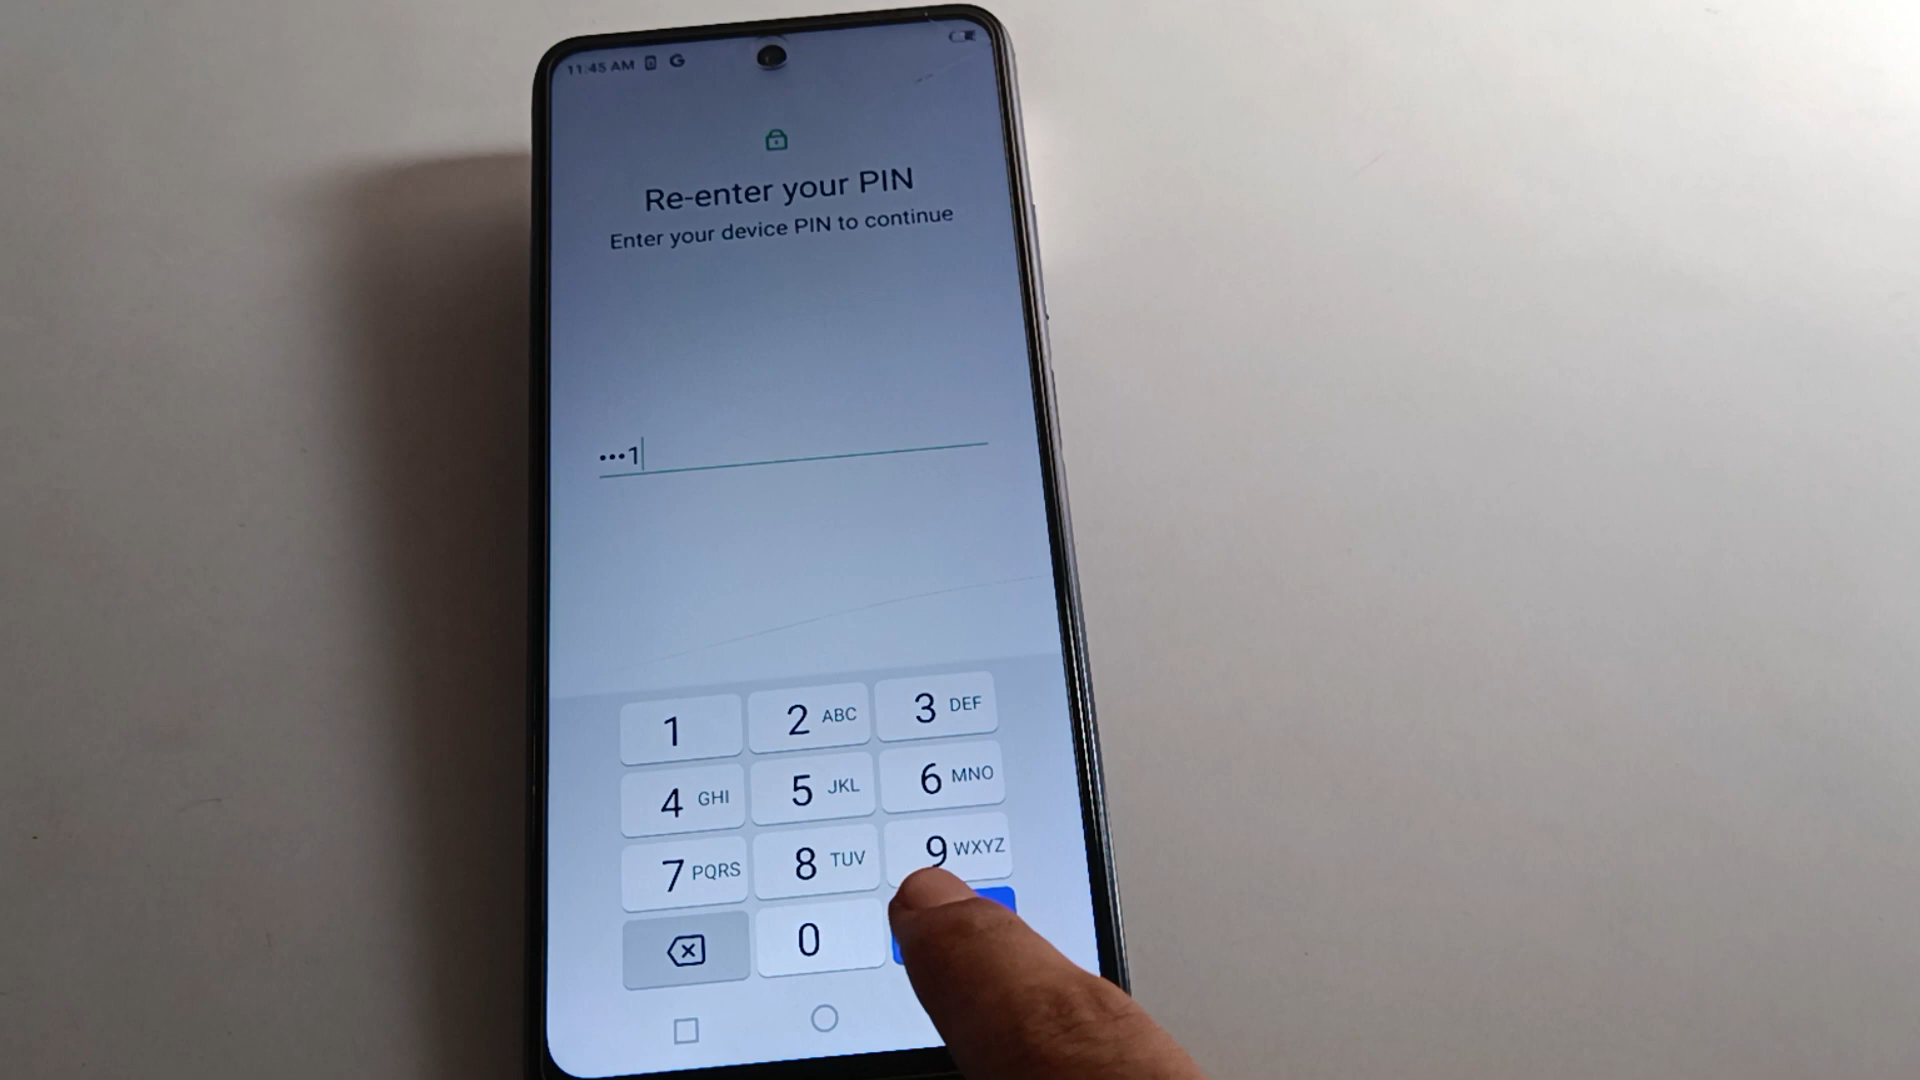 11:45 AM G
Re-enter your PIN
Enter your device PIN to continue
•••1
1
2 ABC
3 DEF
4 GHI
5 JKL
6 MNO
7 PQRS
8 TUV
9 WXYZ
0